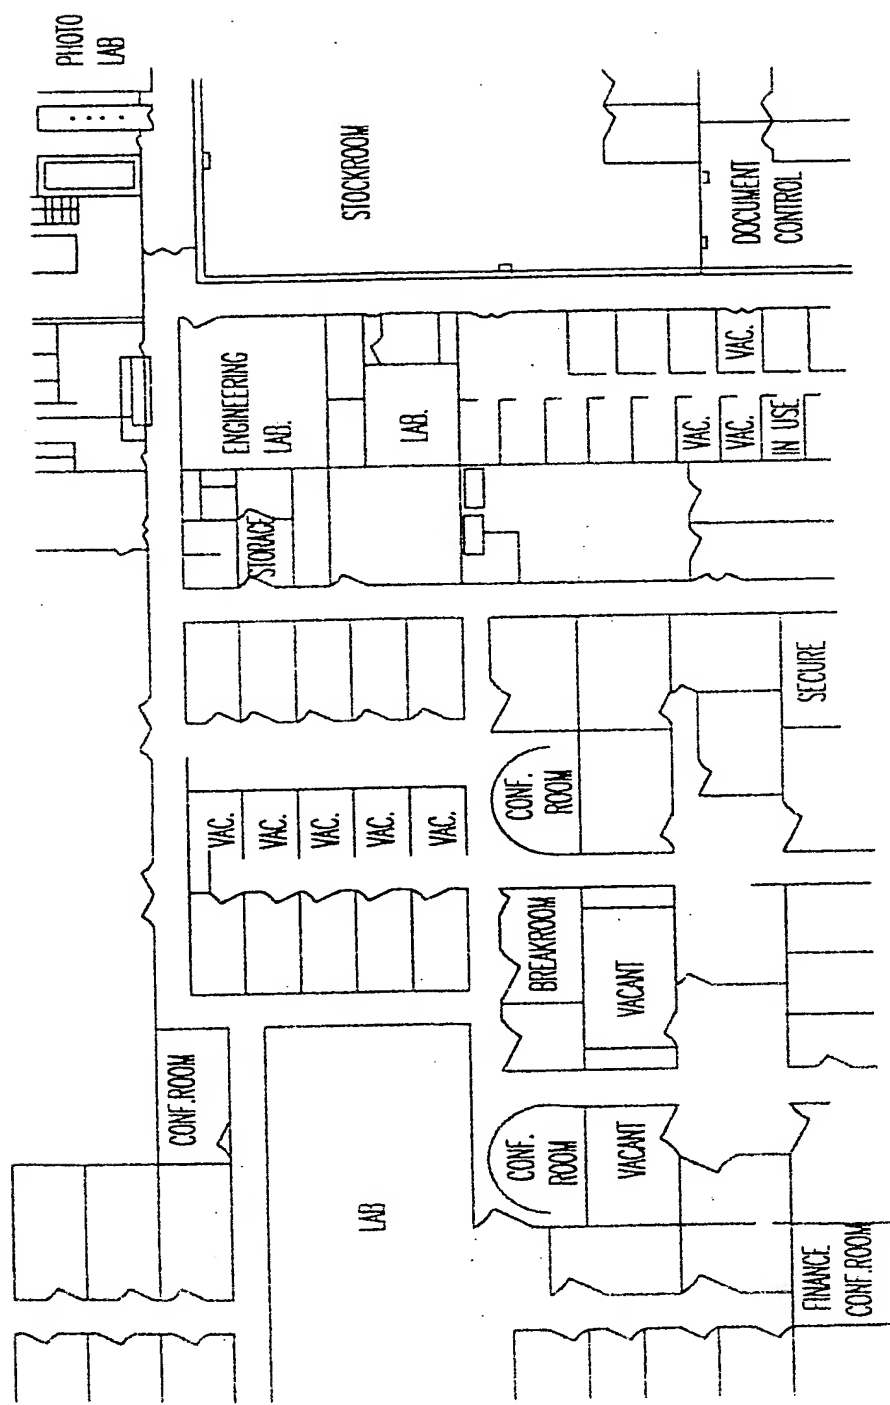 PHOTO
LAB
STOCKROOM
DOCUMENT
CONTROL
ENGINEERING
LAB.
LAB.
VAC.
VAC.
VAC.
IN USE
STORAGE
SECURE
VAC.
VAC.
VAC.
VAC.
VAC.
CONF.
ROOM
BREAKROOM
VACANT
CONF.ROOM
LAB
CONF.
ROOM
VACANT
FINANCE
CONF.ROOM